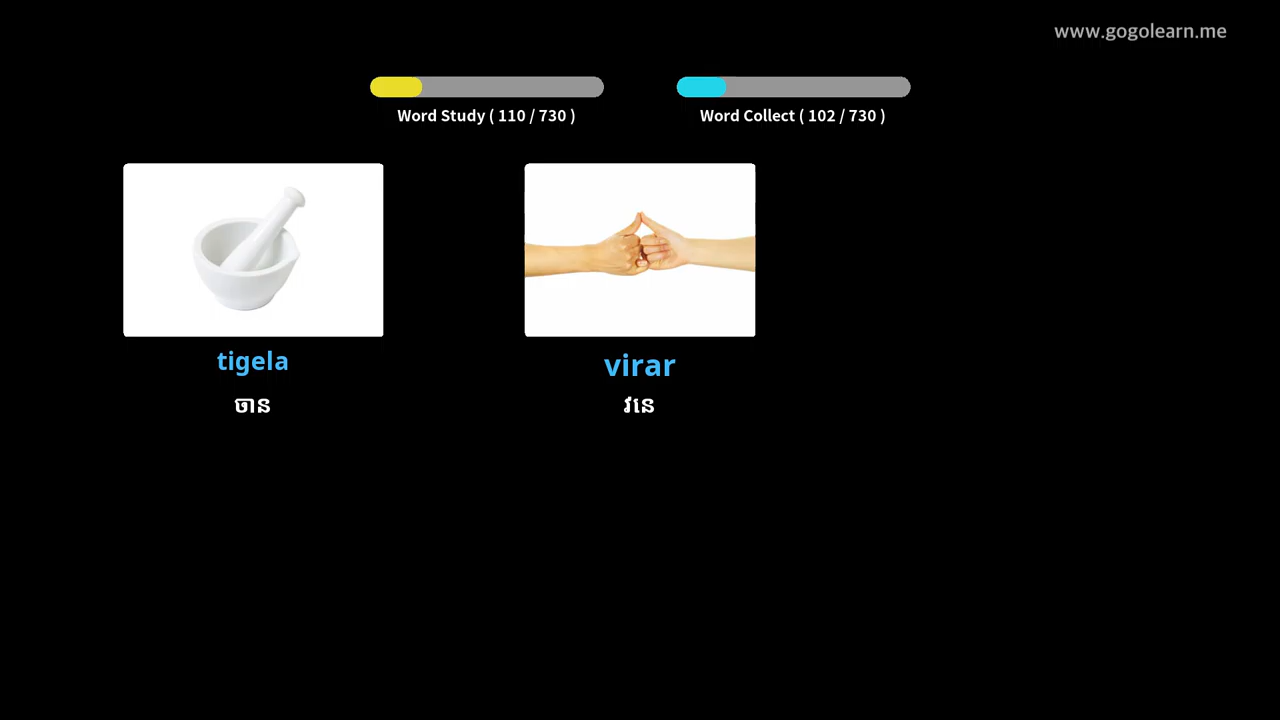 www.gogolearn.me
Word Study ( 110 / 730 )
Word Collect ( 102 / 730 )
tigela
virar
ចាន
វនេ